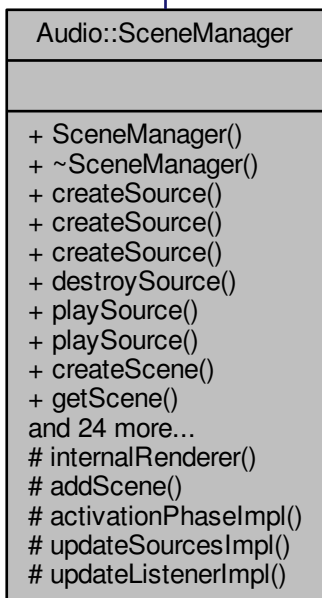 Audio::SceneManager
+ SceneManager()
+ ~SceneManager()
+ createSource()
+ createSource()
+ createSource()
+ destroySource()
+ playSource()
+ playSource()
+ createScene()
+ getScene()
and 24 more...
# internalRenderer()
# addScene()
# activationPhaseImpl()
# updateSourcesImpl()
# updateListenerImpl()